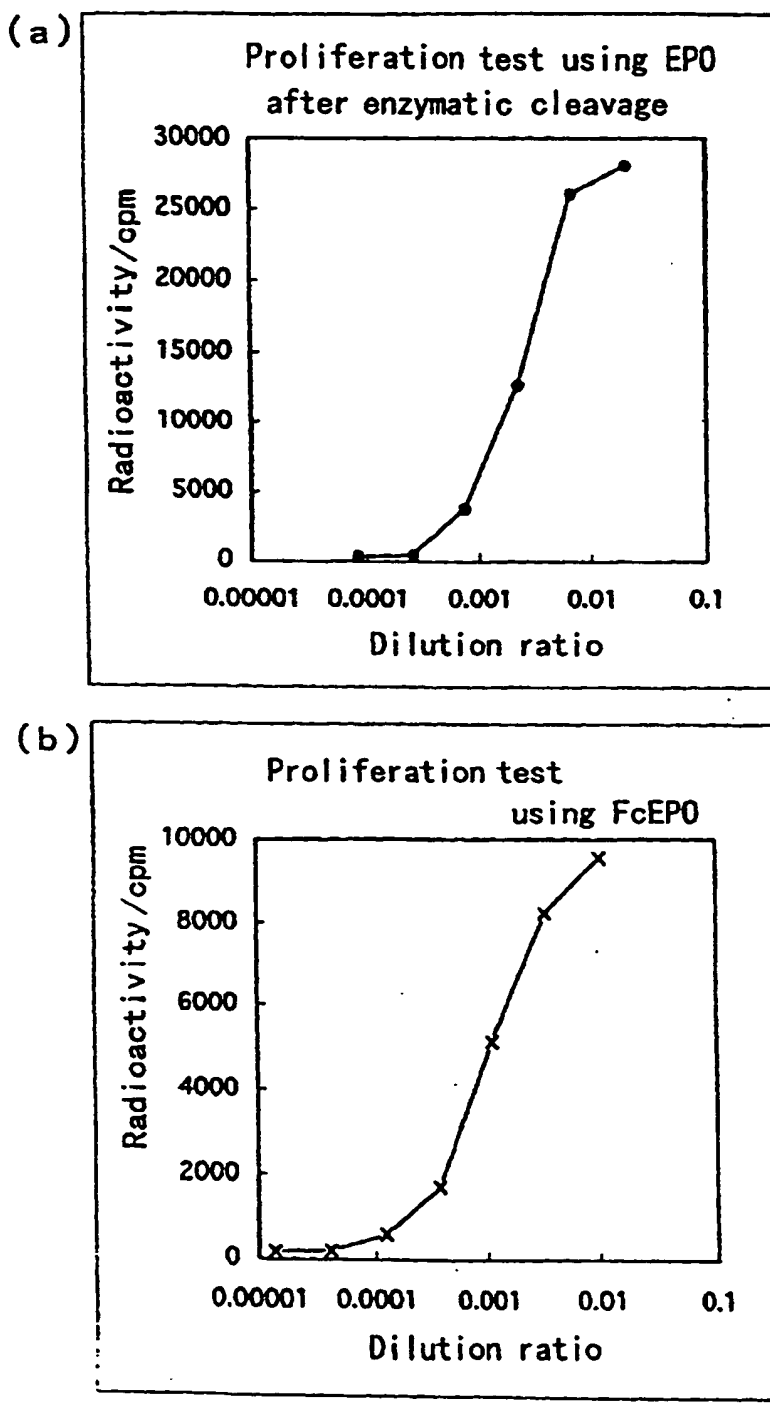 (a)
Proliferation test using EPO
after enzymatic cleavage
30000
25000
20000
15000
10000
5000
0
Radioactivity/cpm
0.00001 0.0001 0.001 0.01 0.1
Dilution ratio
(b)
Proliferation test
using FcEPO
10000
8000
6000
4000
2000
0
Radioactivity/cpm
0.00001 0.0001 0.001 0.01 0.1
Dilution ratio